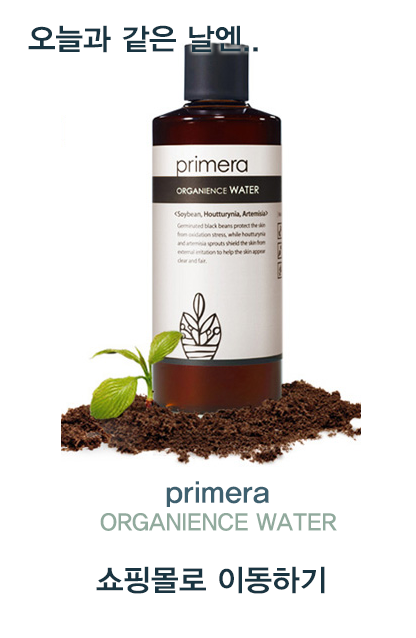 오늘과 같은 날엔..
primera
ORGANIENCE WATER
<Soybean, Houtturynia, Artemisia>
Germinated black beans protect the skin
from oxidation stress, while houtturynia
and artemisia sprouts shield the skin from
external irritation to help the skin appear
clear and fair.
primera
ORGANIENCE WATER
쇼핑몰로 이동하기